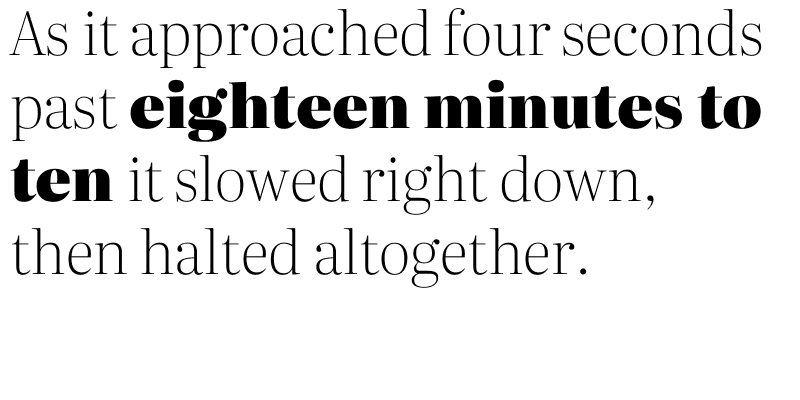 As it approached four seconds
past eighteen minutes to
ten it slowed right down,
then halted altogether.